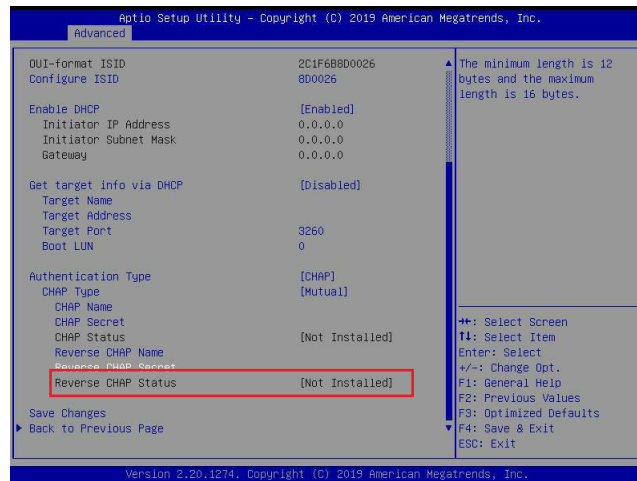 Aptio Setup Utility – Copyright (C) 2019 American Megatrends, Inc.
Advanced
OUI-format ISID 2C1F6B8D0026
Configure ISID 8D0026
Enable DHCP [Enabled]
Initiator IP Address 0.0.0.0
Initiator Subnet Mask 0.0.0.0
Gateway 0.0.0.0
Get target info via DHCP [Disabled]
Target Name
Target Address
Target Port 3260
Boot LUN 0
Authentication Type [CHAP]
CHAP Type [Mutual]
CHAP Name
CHAP Secret
CHAP Status [Not Installed]
Reverse CHAP Name
Reverse CHAP Secret
Reverse CHAP Status [Not Installed]
Save Changes
Back to Previous Page
The minimum length is 12
bytes and the maximum
length is 16 bytes.
→←: Select Screen
↑↓: Select Item
Enter: Select
+/-: Change Opt.
F1: General Help
F2: Previous Values
F3: Optimized Defaults
F4: Save & Exit
ESC: Exit
Version 2.20.1274. Copyright (C) 2019 American Megatrends, Inc.